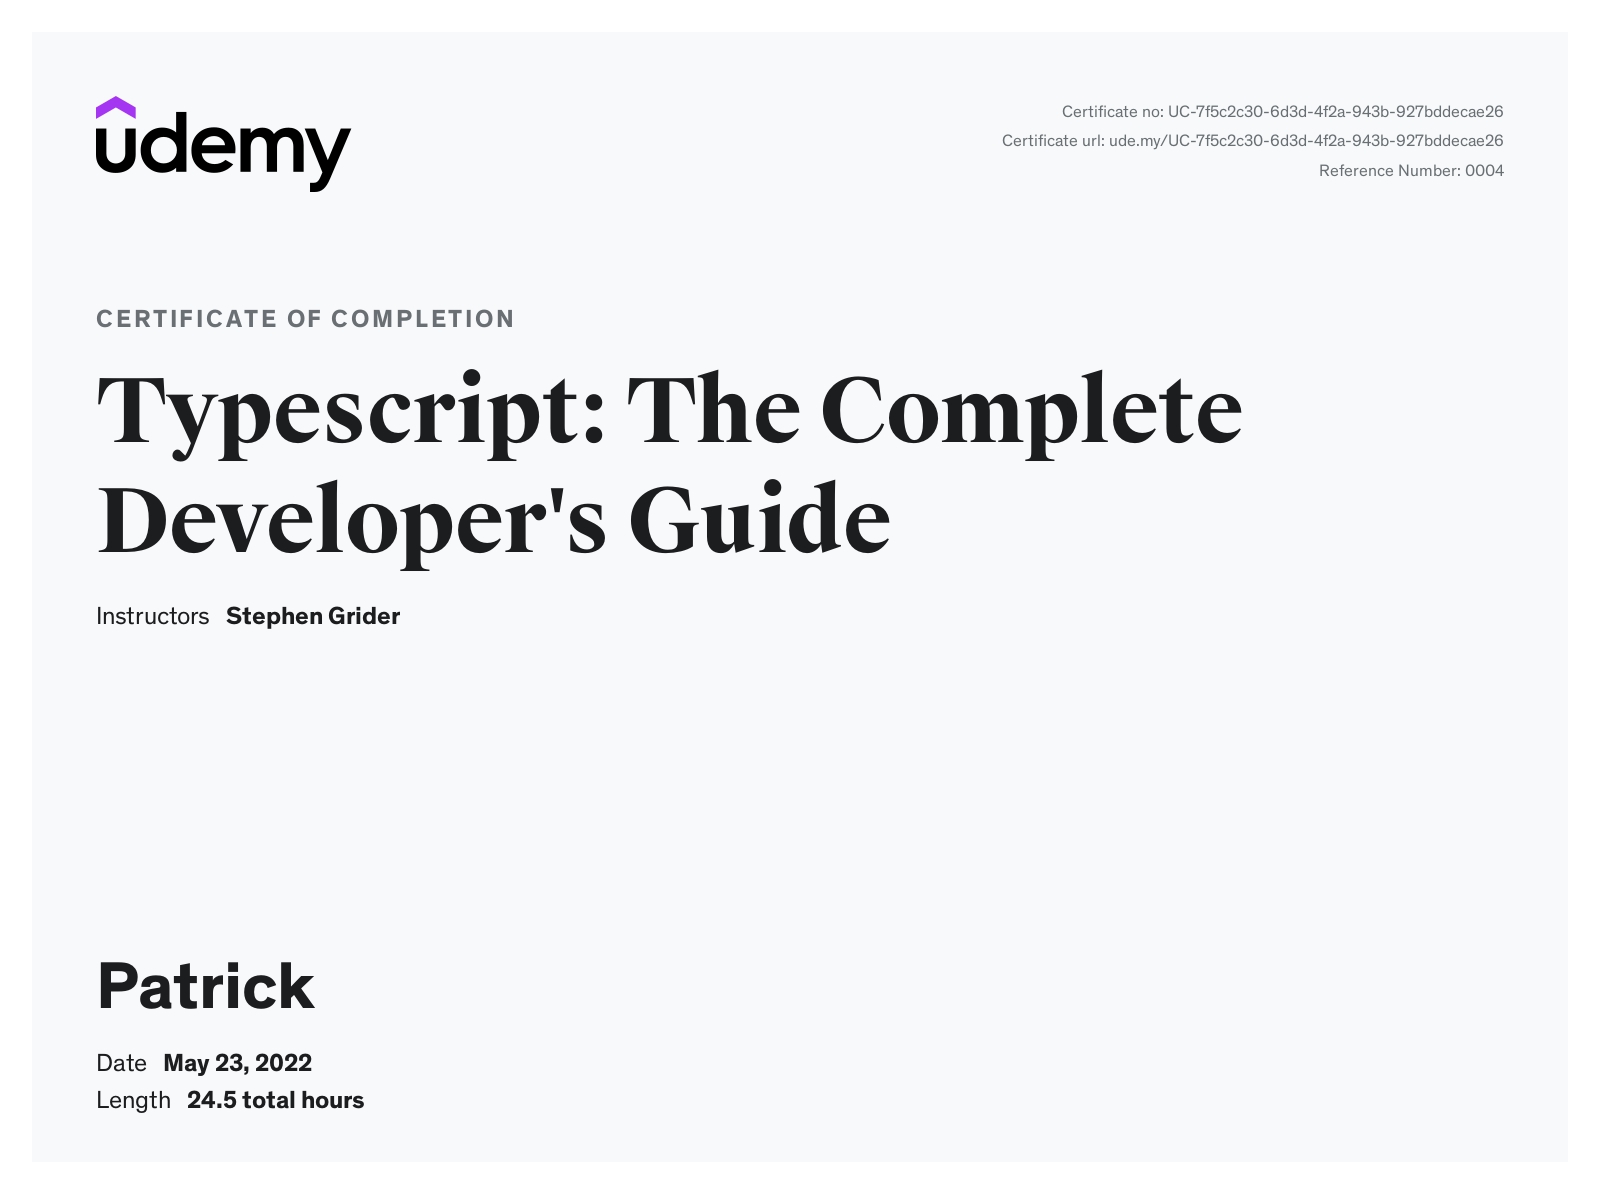 udemy
Certificate no: UC-7f5c2c30-6d3d-4f2a-943b-927bddecae26
Certificate url: ude.my/UC-7f5c2c30-6d3d-4f2a-943b-927bddecae26
Reference Number: 0004
CERTIFICATE OF COMPLETION
Typescript: The Complete
Developer's Guide
Instructors Stephen Grider
Patrick
Date May 23, 2022
Length 24.5 total hours